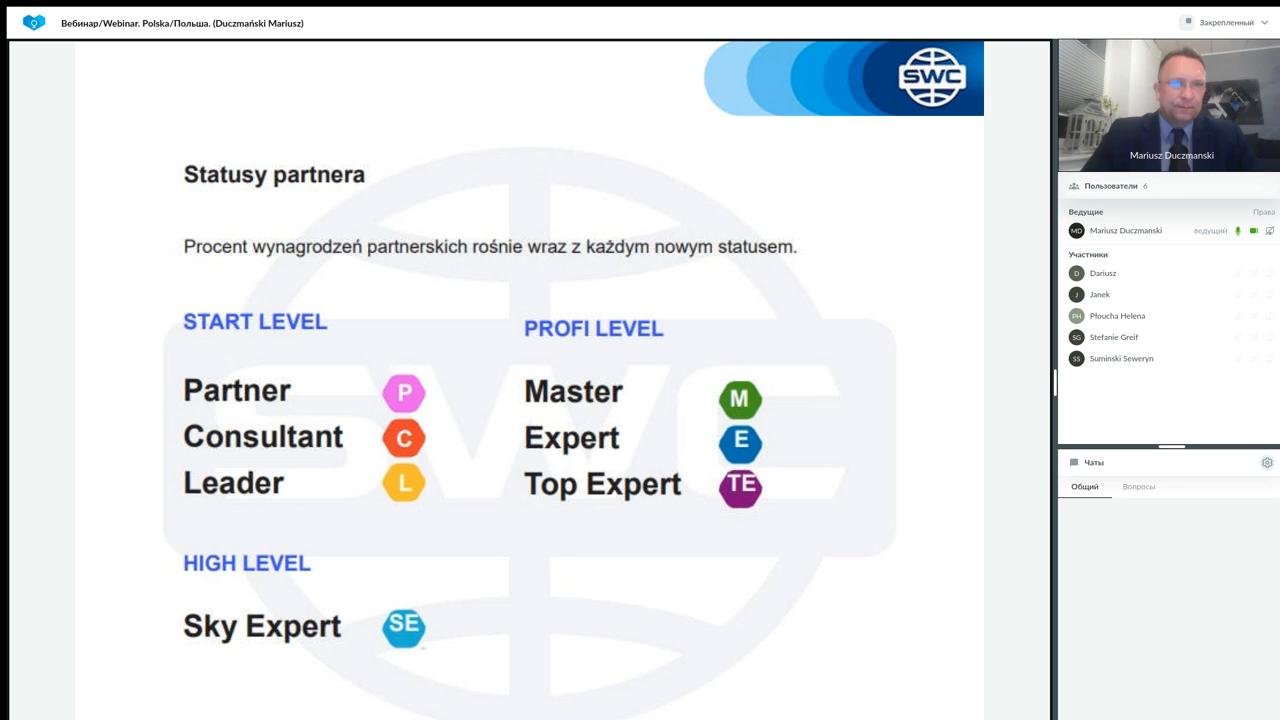 Вебинар/Webinar. Polska/Польша. (Duczmański Mariusz)
Закрепленный
SWC
Statusy partnera
Procent wynagrodzeń partnerskich rośnie wraz z każdym nowym statusem.
START LEVEL
Partner P
Consultant C
Leader L
PROFI LEVEL
Master M
Expert E
Top Expert TE
HIGH LEVEL
Sky Expert SE
SWC
Mariusz Duczmanski
Пользователи 6
Ведущие Права
MD Mariusz Duczmanski ведущий
Участники
D Dariusz
J Janek
PH Płoucha Helena
SG Stefanie Greif
SS Suminski Seweryn
Чаты
Общий Вопросы